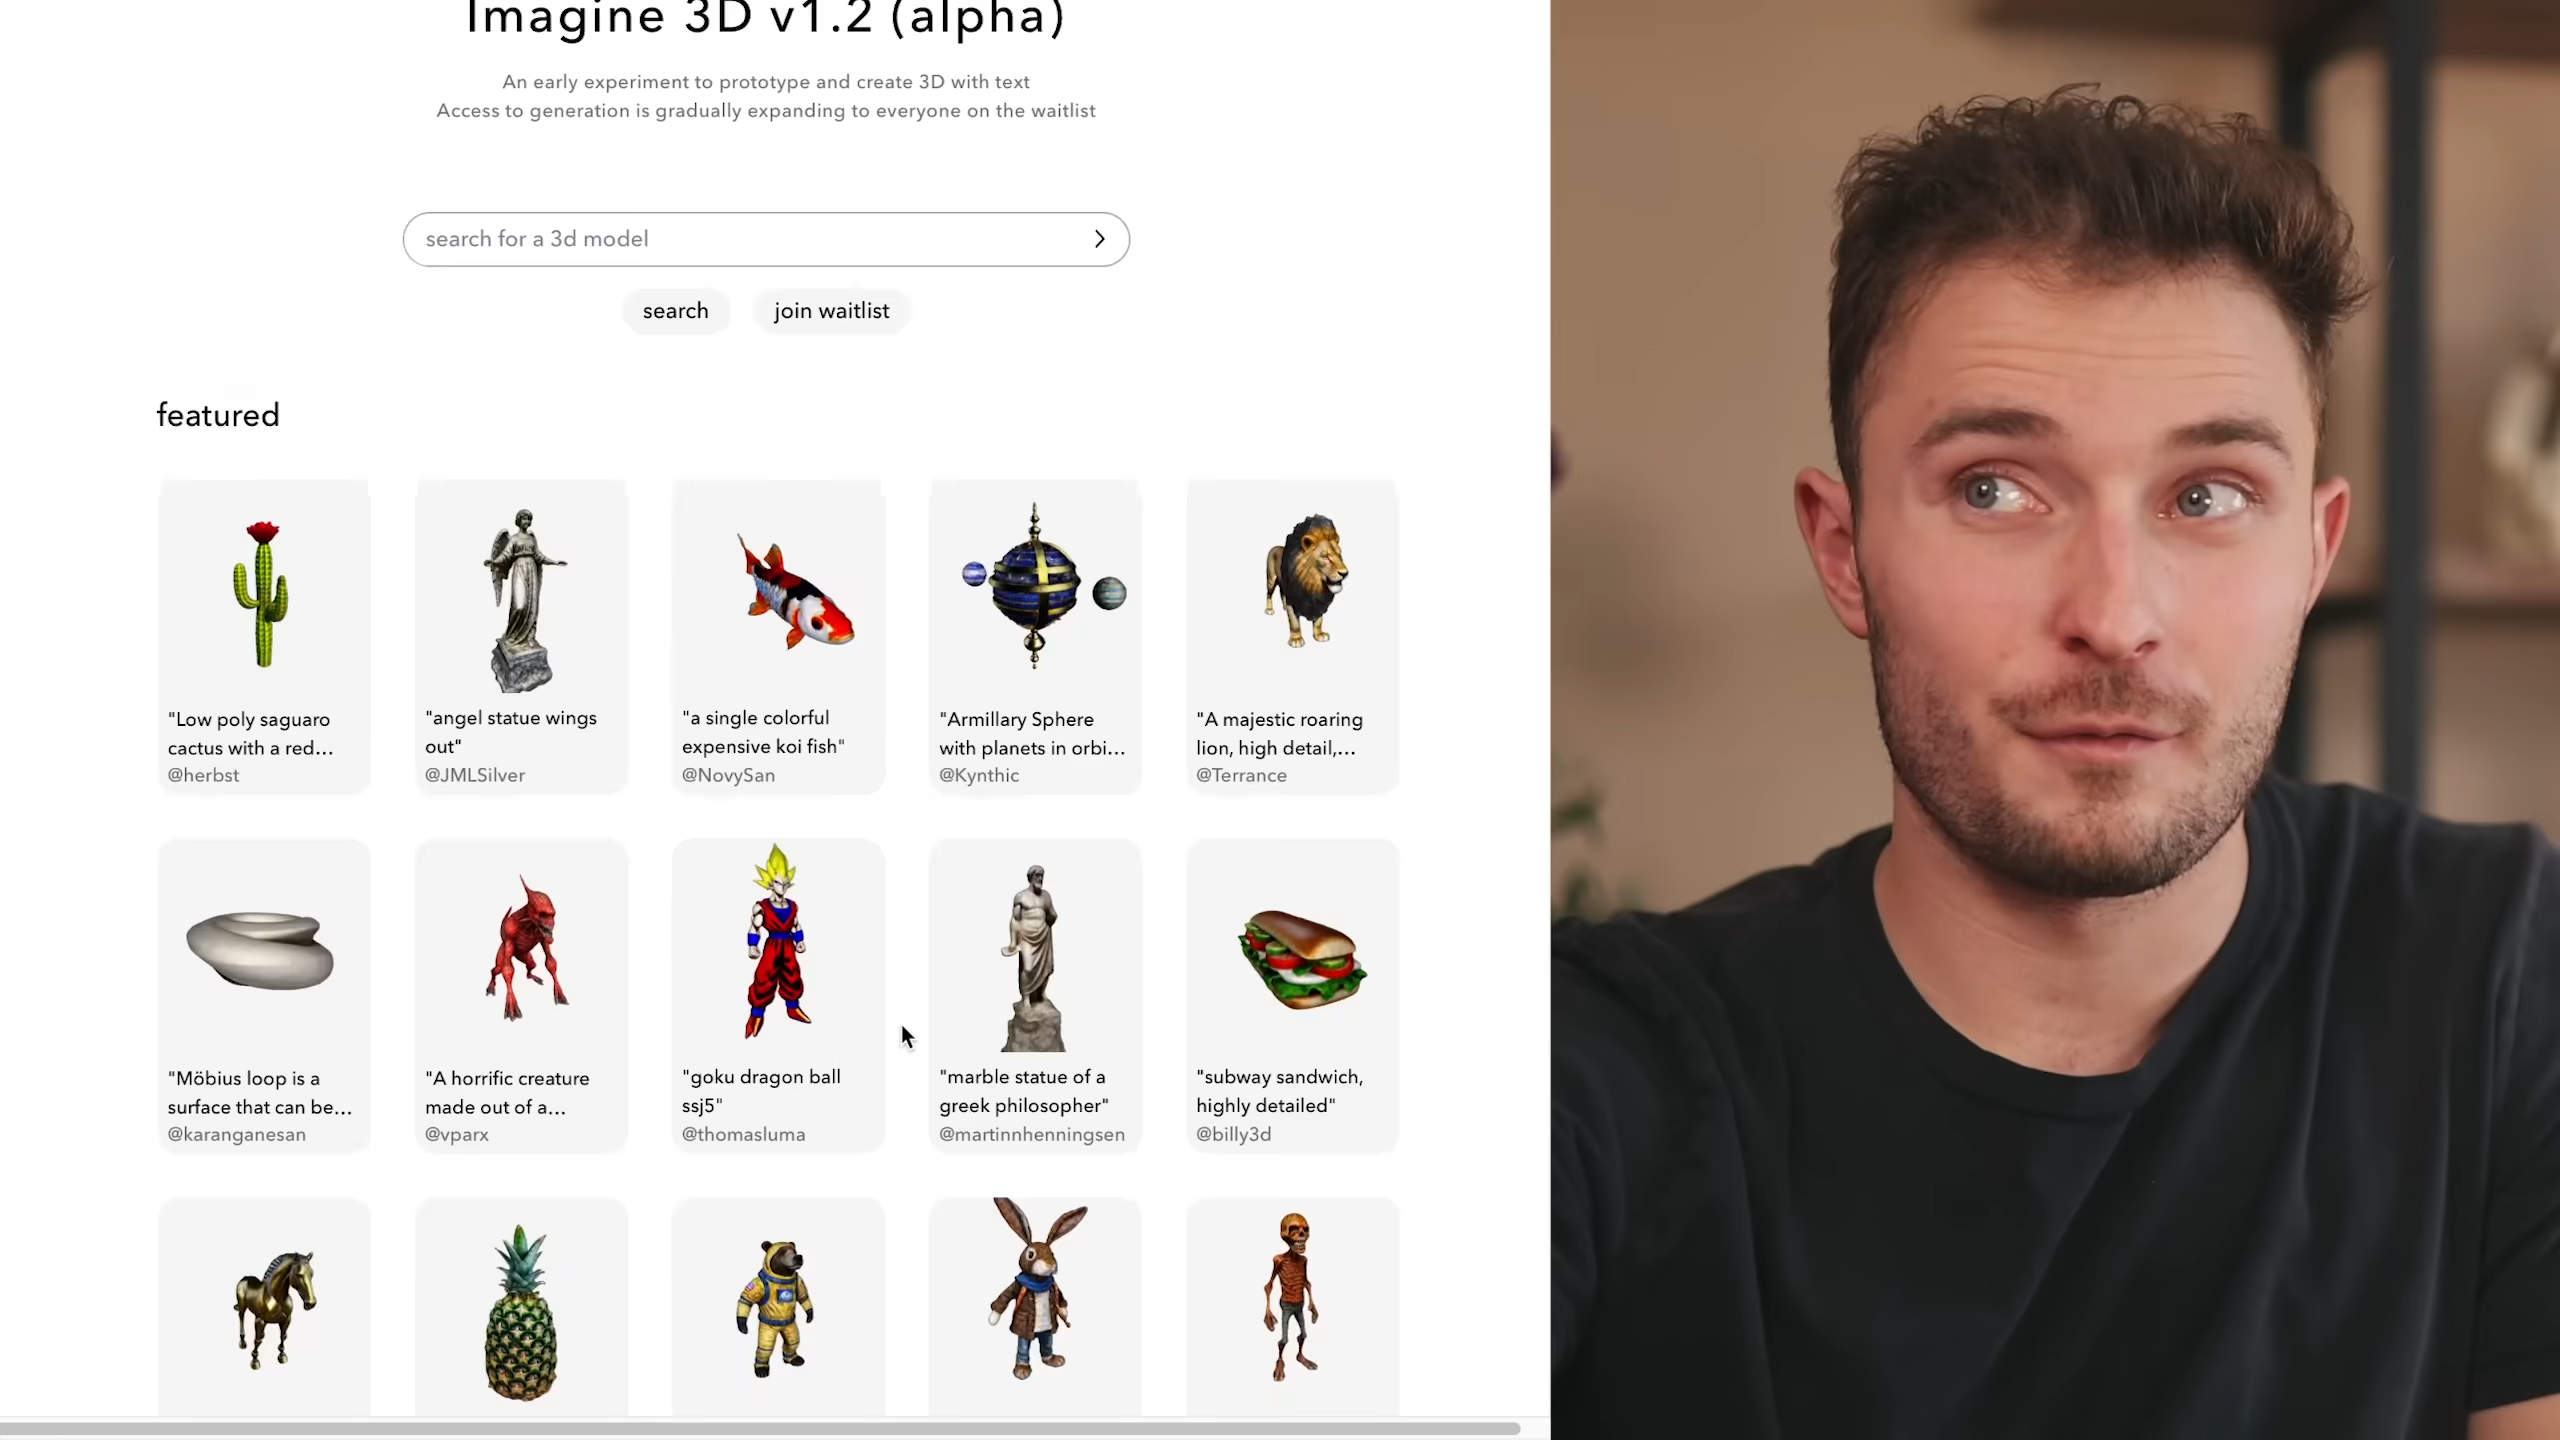 Imagine 3D v1.2 (alpha)
An early experiment to prototype and create 3D with text
Access to generation is gradually expanding to everyone on the waitlist
search for a 3d model
search
join waitlist
featured
"Low poly saguaro
cactus with a red...
@herbst
"angel statue wings
out"
@JMLSilver
"a single colorful
expensive koi fish"
@NovySan
"Armillary Sphere
with planets in orbi...
@Kynthic
"A majestic roaring
lion, high detail,...
@Terrance
"Möbius loop is a
surface that can be...
@karanganesan
"A horrific creature
made out of a...
@vparx
"goku dragon ball
ssj5"
@thomasluma
"marble statue of a
greek philosopher"
@martinnhenningsen
"subway sandwich,
highly detailed"
@billy3d